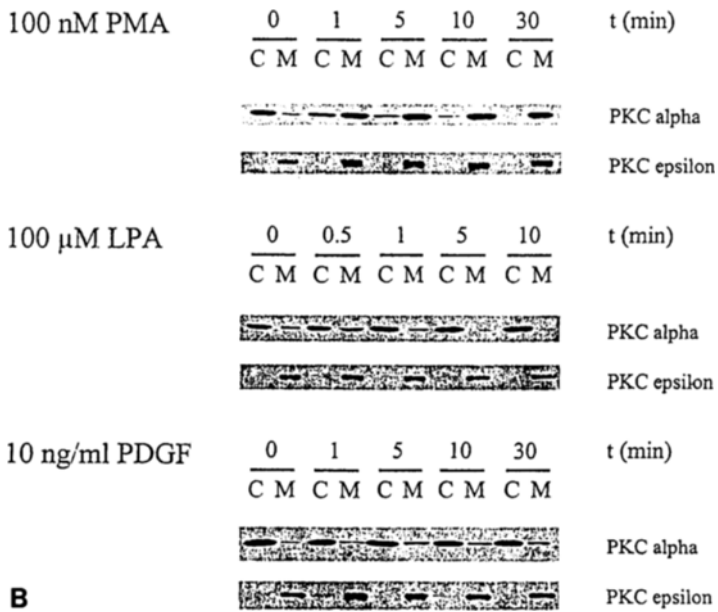 100 nM PMA 0 1 5 10 30 t (min)
C M C M C M C M C M
PKC alpha
PKC epsilon
100 µM LPA 0 0.5 1 5 10 t (min)
C M C M C M C M C M
PKC alpha
PKC epsilon
10 ng/ml PDGF 0 1 5 10 30 t (min)
C M C M C M C M C M
PKC alpha
B PKC epsilon